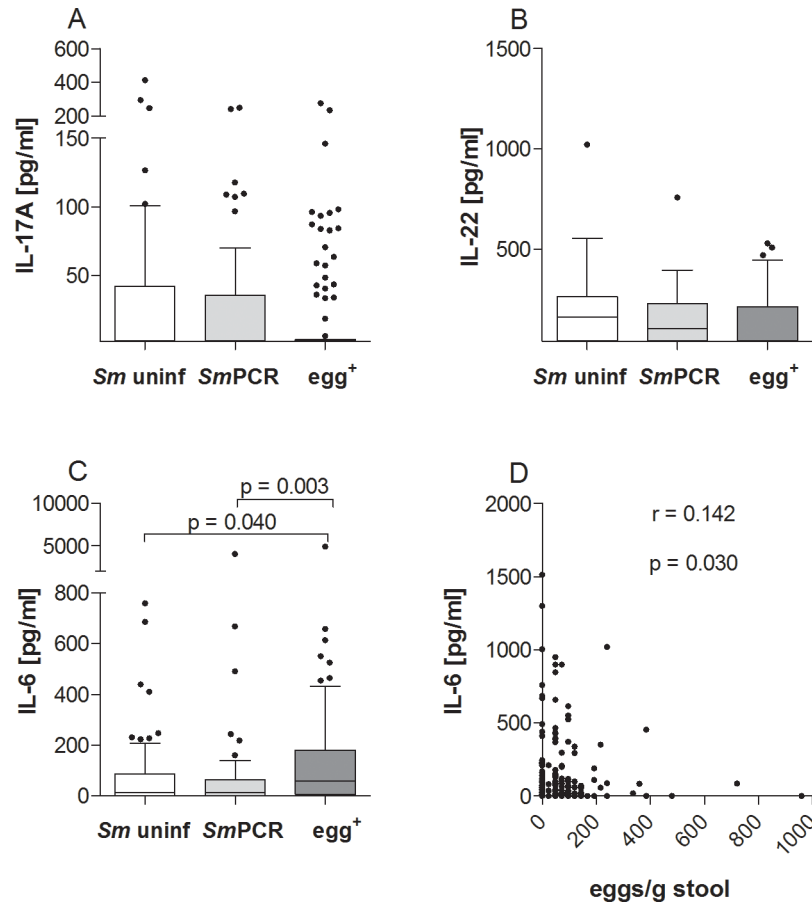 A
IL-17A [pg/ml]
600
400
200
150
100
50
Sm uninf SmPCR egg+
B
IL-22 [pg/ml]
1500
1000
500
Sm uninf SmPCR egg+
C
IL-6 [pg/ml]
10000
5000
800
600
400
200
0
p = 0.003
p = 0.040
Sm uninf SmPCR egg+
D
IL-6 [pg/ml]
2000
1500
1000
500
0
r = 0.142
p = 0.030
0 200 400 600 800 1000
eggs/g stool